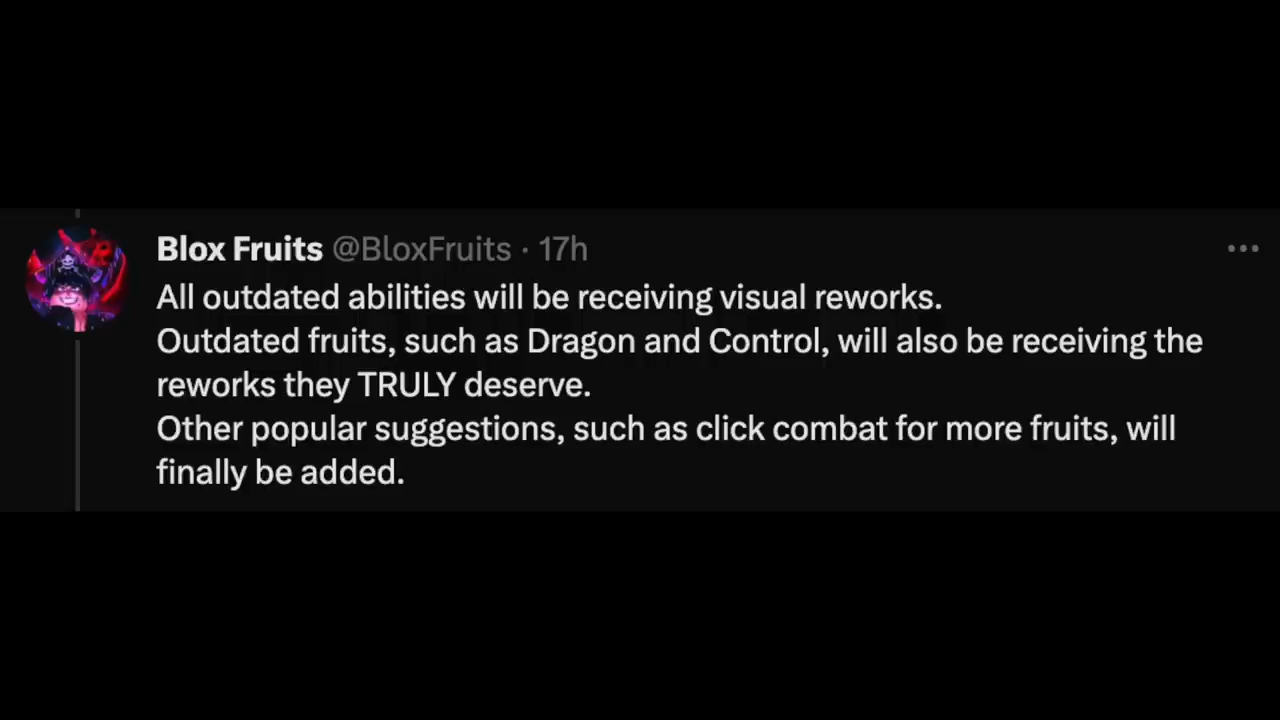 Blox Fruits @BloxFruits · 17h
All outdated abilities will be receiving visual reworks.
Outdated fruits, such as Dragon and Control, will also be receiving the
reworks they TRULY deserve.
Other popular suggestions, such as click combat for more fruits, will
finally be added.